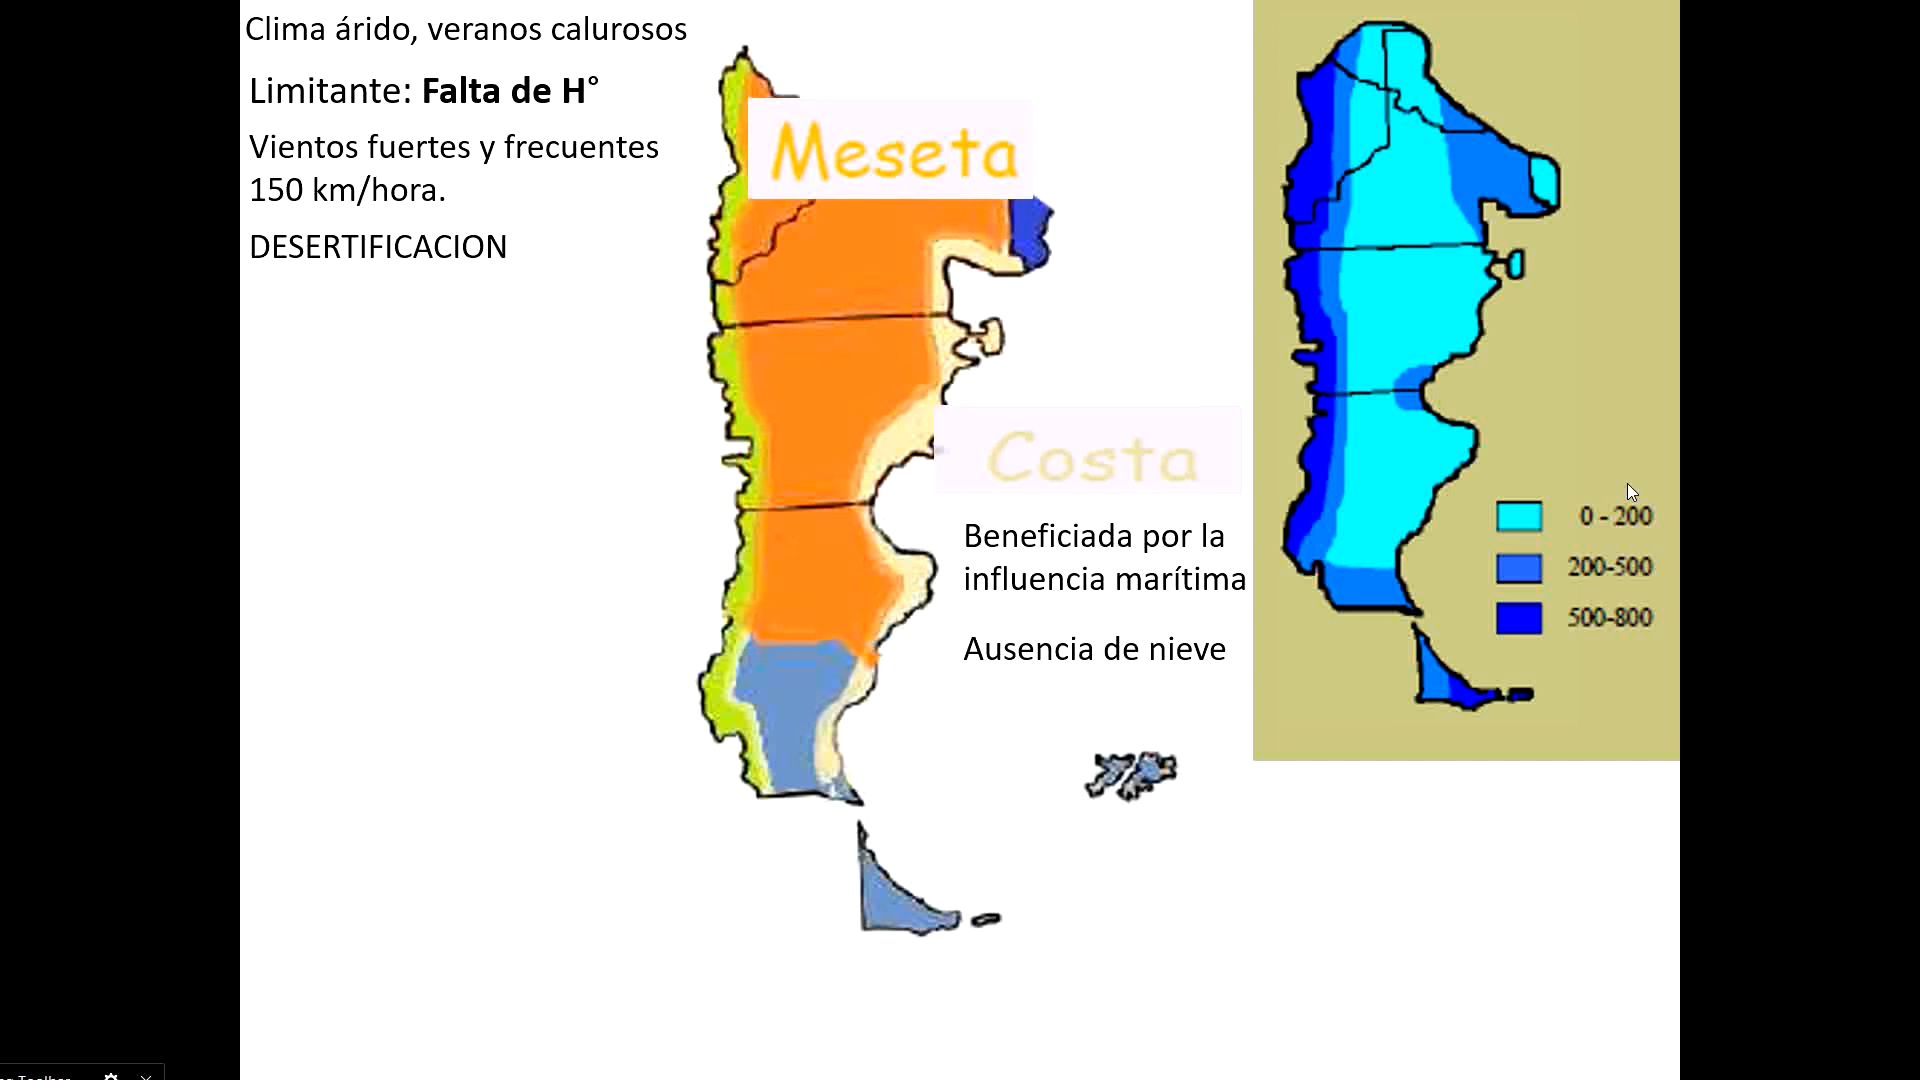 Clima árido, veranos calurosos
Limitante: Falta de H°
Vientos fuertes y frecuentes
150 km/hora.
DESERTIFICACION
Meseta
Costa
Beneficiada por la
influencia marítima
Ausencia de nieve
0 - 200
200-500
500-800